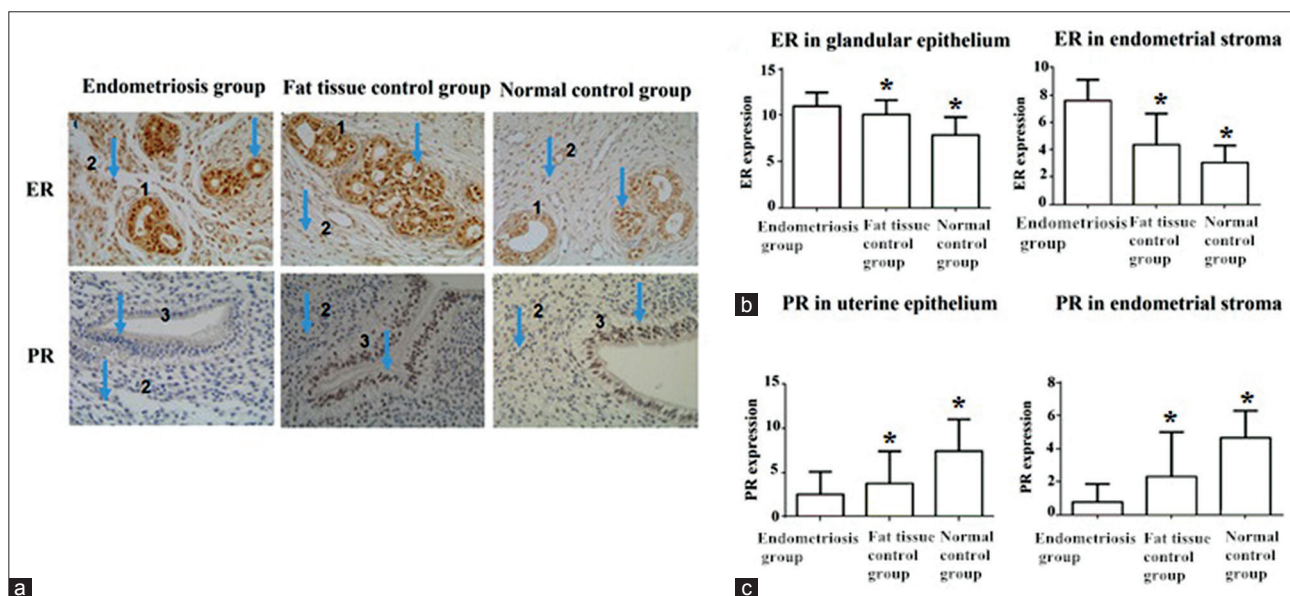 Endometriosis group Fat tissue control group Normal control group
ER
1
2
1
1
2
2
1
PR
3
2
2
3
2
3
a
ER in glandular epithelium
ER expression
15
10
5
0
* *
Endometriosis group
Fat tissue control group
Normal control group
ER in endometrial stroma
ER expression
10
8
6
4
2
0
* *
Endometriosis group
Fat tissue control group
Normal control group
b
PR in uterine epithelium
PR expression
15
10
5
0
* *
Endometriosis group
Fat tissue control group
Normal control group
PR in endometrial stroma
PR expression
8
6
4
2
0
* *
Endometriosis group
Fat tissue control group
Normal control group
c